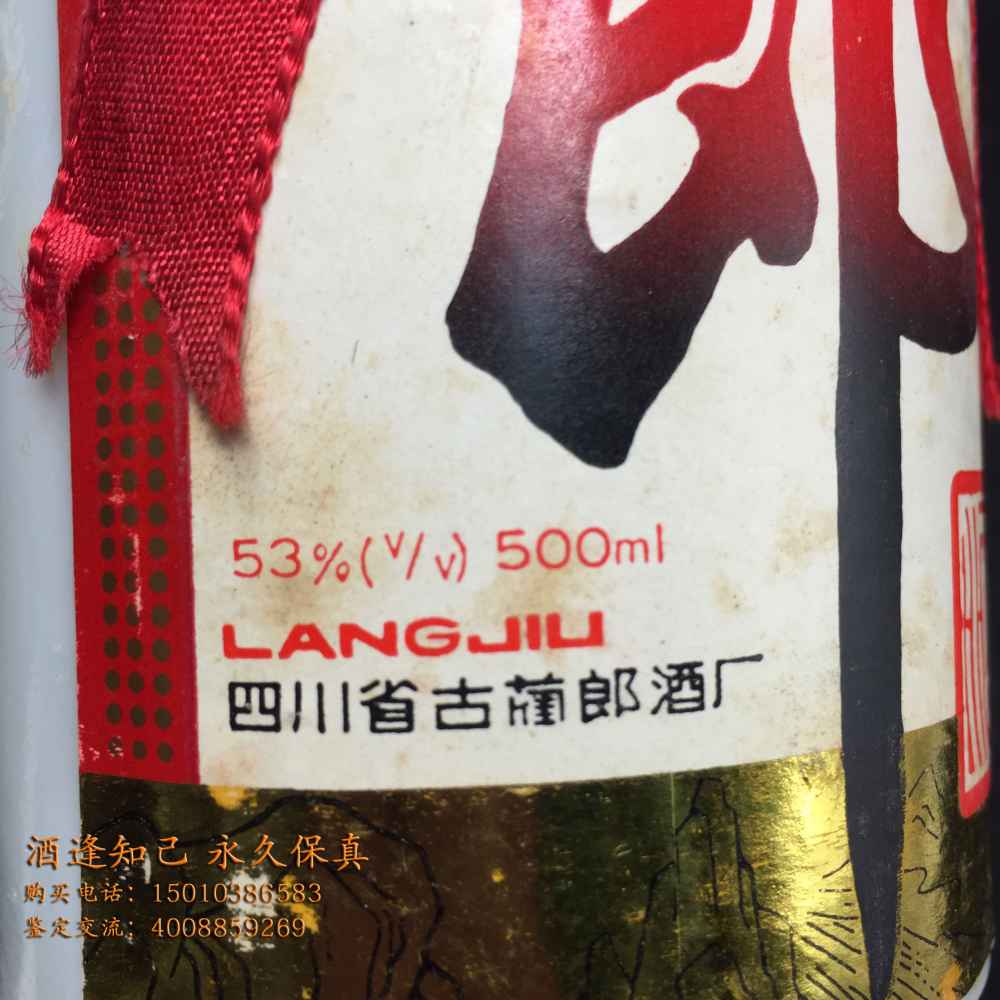 郎
53%(V/V) 500ml
LANGJIU
四川省古蔺郎酒厂
酒逢知己 永久保真
购买电话：15010386583
鉴定交流：4008859269